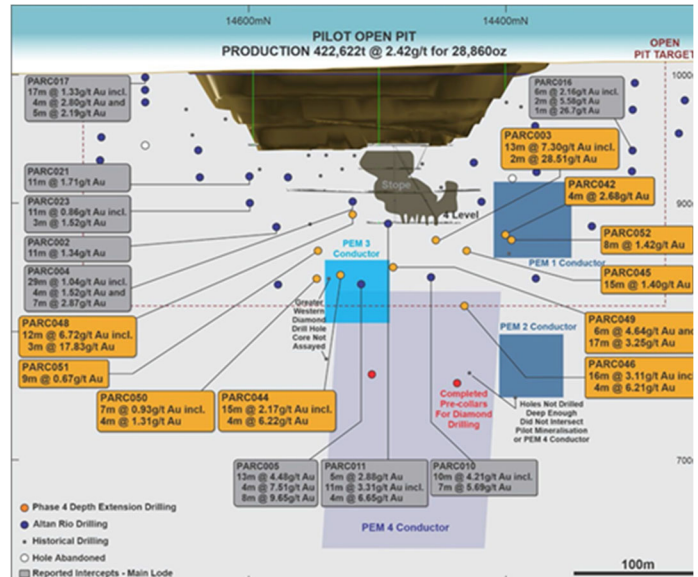 14600mN
14400mN
PILOT OPEN PIT
PRODUCTION 422,622t @ 2.42g/t for 28,860oz
OPEN
PIT TARGET
1000
PARC017
17m @ 1.33g/t Au incl.
4m @ 2.80g/t Au and
5m @ 2.19g/t Au
PARC016
6m @ 2.16g/t Au incl.
2m @ 5.58g/t Au
1m @ 26.7g/t Au
PARC003
13m @ 7.30g/t Au incl.
2m @ 28.51g/t Au
PARC021
11m @ 1.71g/t Au
Stope
PARC042
4m @ 2.68g/t Au
PARC023
11m @ 0.86g/t Au incl.
3m @ 1.52g/t Au
4 Level
900
PARC052
8m @ 1.42g/t Au
PARC002
11m @ 1.34g/t Au
PEM 3
Conductor
PEM 1 Conductor
PARC004
29m @ 1.04g/t Au incl.
4m @ 1.52g/t Au and
7m @ 2.87g/t Au
PARC045
15m @ 1.40g/t Au
Greater
Western
Diamond
Drill Hole
Core Not
Assayed
PARC048
12m @ 6.72g/t Au incl.
3m @ 17.83g/t Au
PARC049
6m @ 4.64g/t Au and
17m @ 3.25g/t Au
PEM 2 Conductor
PARC051
9m @ 0.67g/t Au
PARC046
16m @ 3.11g/t Au incl.
4m @ 6.21g/t Au
PARC050
7m @ 0.93g/t Au incl.
4m @ 1.31g/t Au
PARC044
15m @ 2.17g/t Au incl.
4m @ 6.22g/t Au
Completed
Pre-collars
For Diamond
Drilling
Holes Not Drilled
Deep Enough
Did Not Intersect
Pilot Mineralisation
or PEM 4 Conductor
PARC005
13m @ 4.48g/t Au
4m @ 7.51g/t Au
8m @ 9.65g/t Au
PARC011
5m @ 2.88g/t Au
11m @ 3.31g/t Au incl.
4m @ 6.65g/t Au
PARC010
10m @ 4.21g/t Au incl.
7m @ 5.69g/t Au
700
Phase 4 Depth Extension Drilling
Altan Rio Drilling
Historical Drilling
Hole Abandoned
Reported Intercepts - Main Lode
PEM 4 Conductor
100m